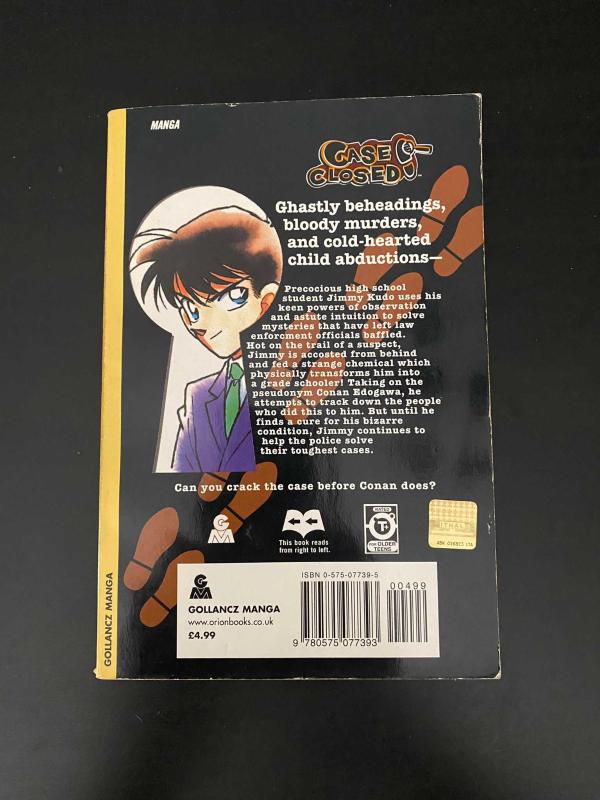 MANGA
CASE
CLOSED™
Ghastly beheadings,
bloody murders,
and cold-hearted
child abductions—
Precocious high school
student Jimmy Kudo uses his
keen powers of observation
and astute intuition to solve
mysteries that have left law
enforcment officials baffled.
Hot on the trail of a suspect,
Jimmy is accosted from behind
and fed a strange chemical which
physically transforms him into
a grade schooler! Taking on the
pseudonym Conan Edogawa, he
attempts to track down the people
who did this to him. But until he
finds a cure for his bizarre
condition, Jimmy continues to
help the police solve
their toughest cases.
Can you crack the case before Conan does?
G
M
This book reads
from right to left.
RATED
T+
FOR OLDER
TEENS
GOLLANCZ MANGA
G
M
GOLLANCZ MANGA
www.orionbooks.co.uk
£4.99
ISBN 0-575-07739-5
00499
9 780575 077393